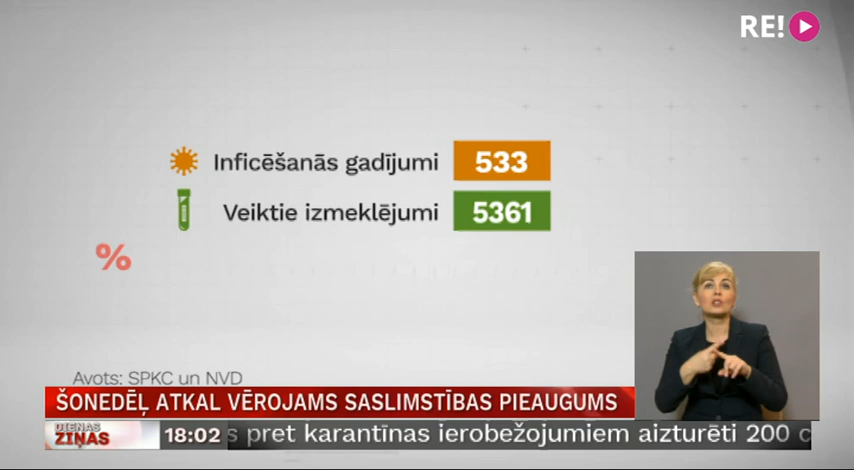 RE!
Inficēšanās gadījumi 533
Veiktie izmeklējumi 5361
%
Avots: SPKC un NVD
ŠONEDĒĻ ATKAL VĒROJAMS SASLIMSTĪBAS PIEAUGUMS
DIENAS
ZIŅAS
18:02 s pret karantīnas ierobežojumiem aizturēti 200 c